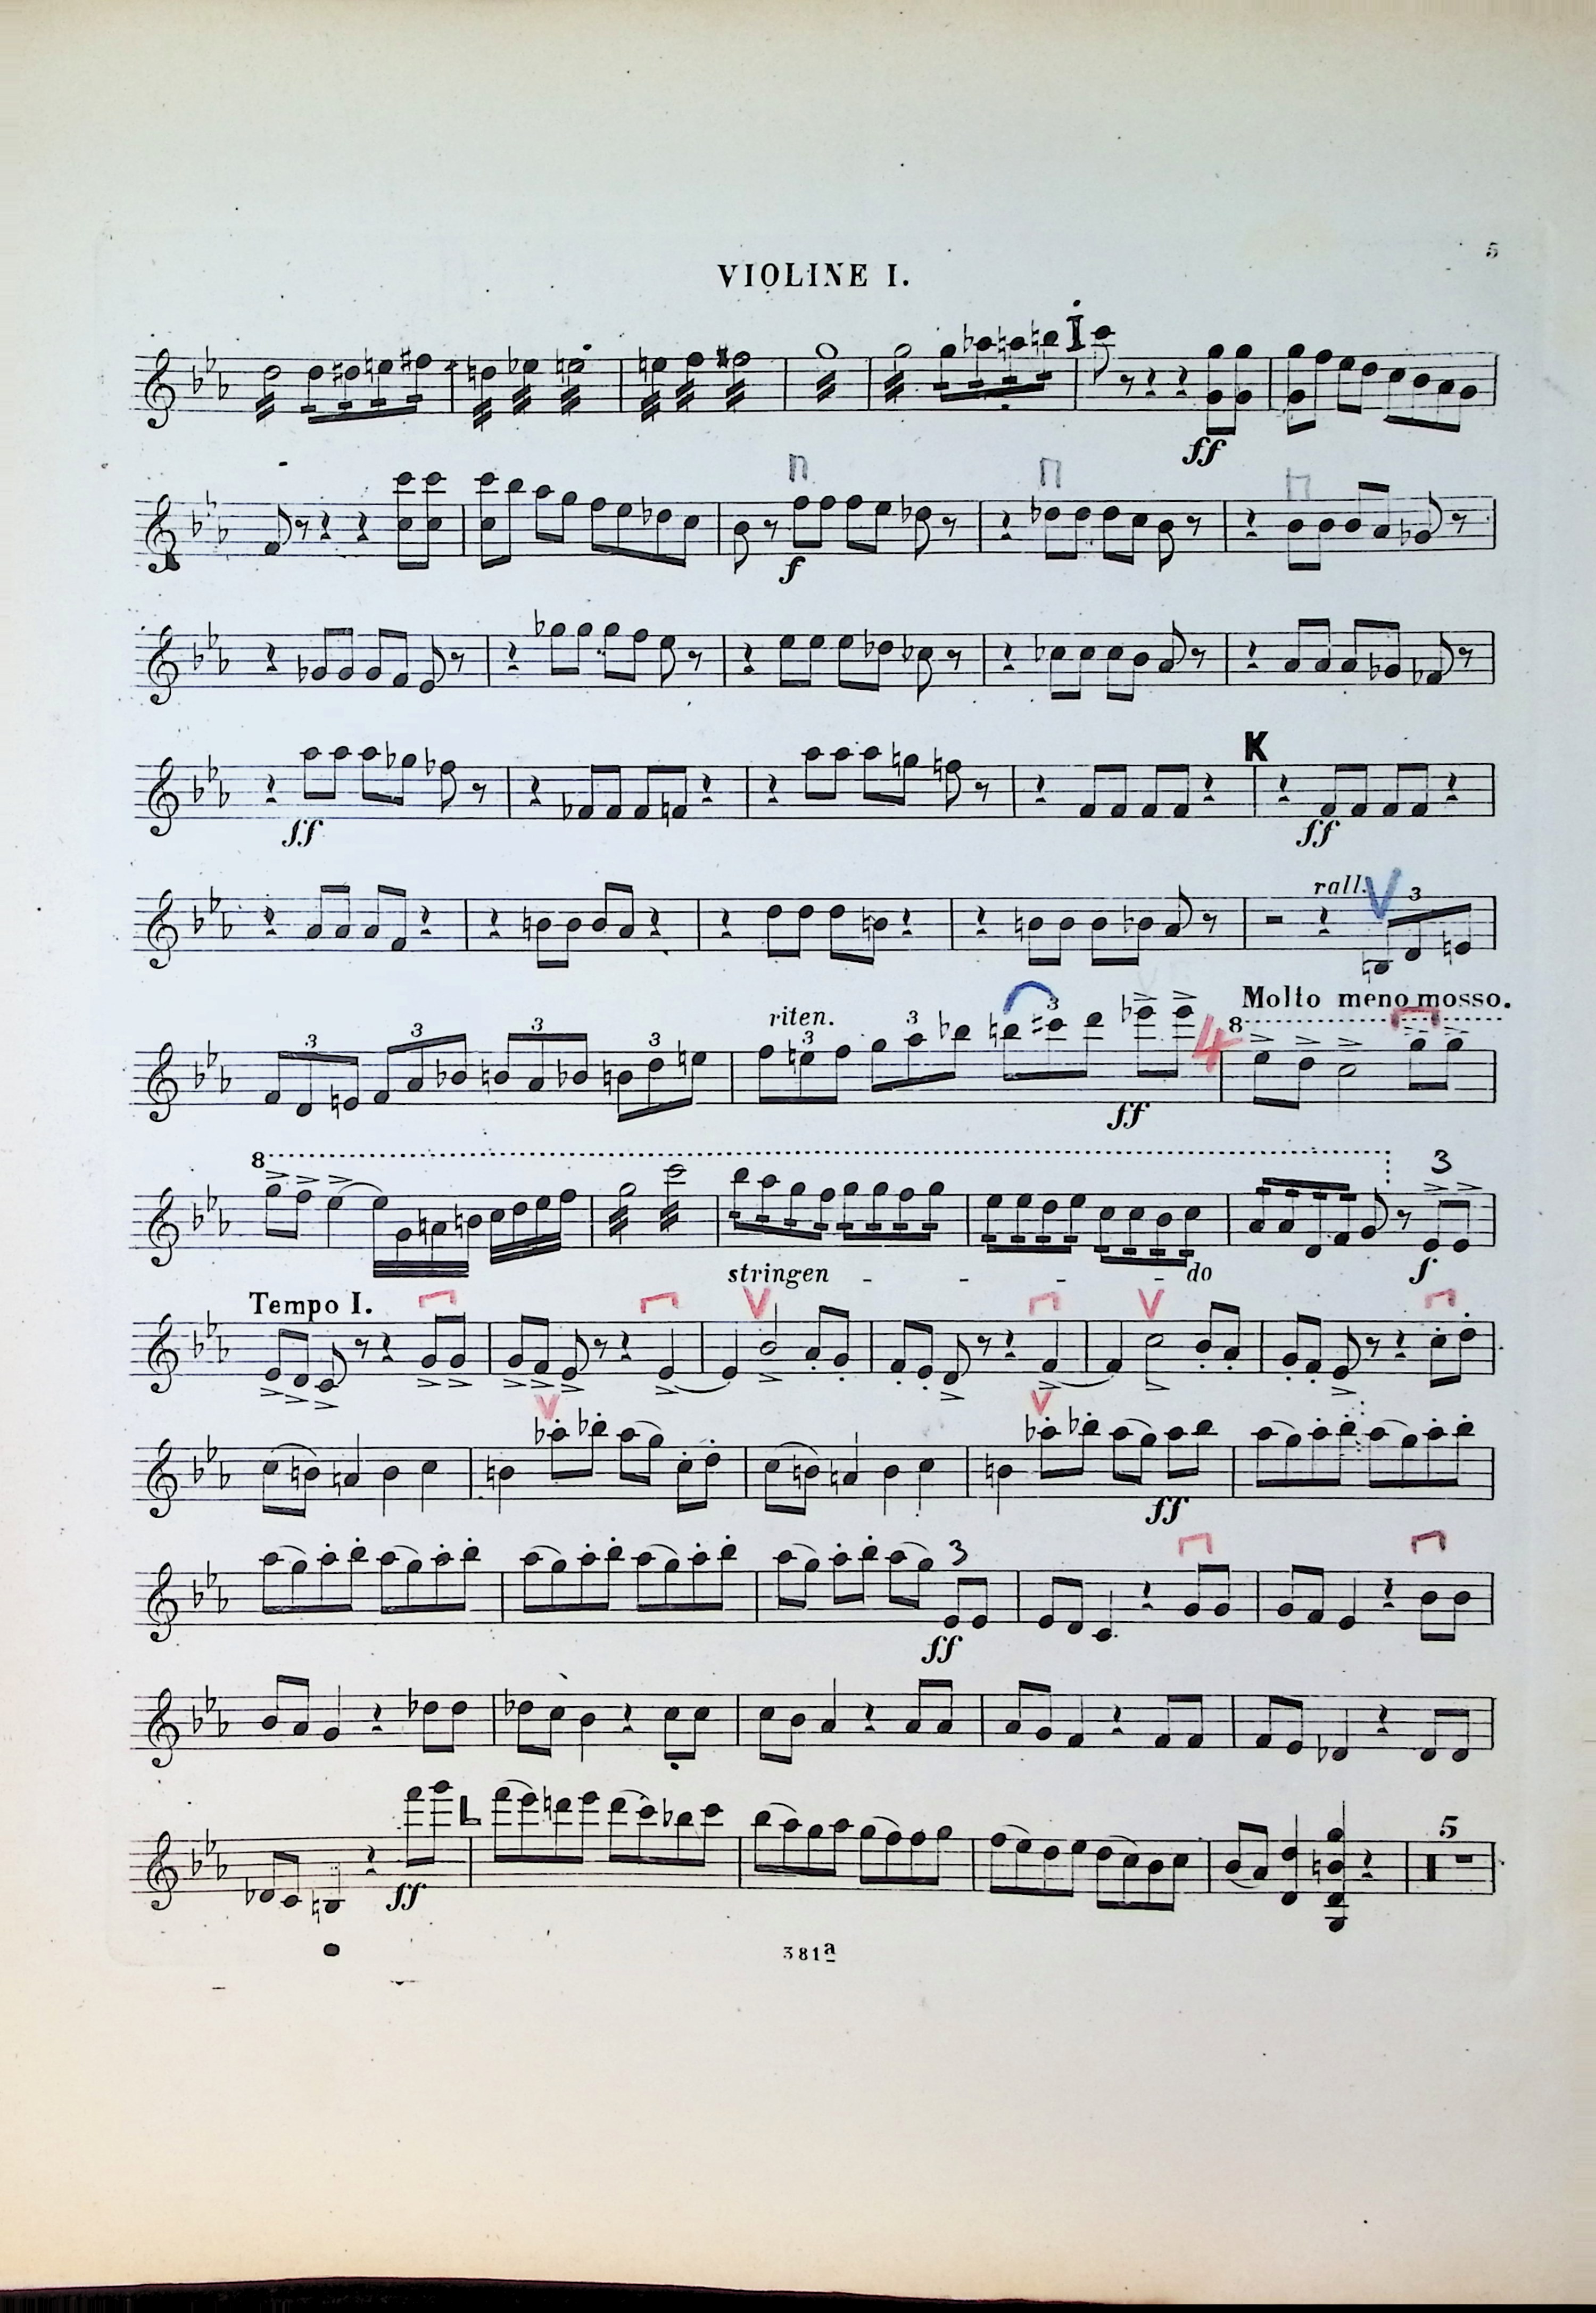 5
VIOLINE I.
I
ff
f
K
ff
ff
rall.
3
Molto meno mosso.
riten.
3 3 3 3 3 3
4
8
ff
8
3
stringen - - - - do
f
Tempo I.
ff
3
ff
L
5
ff
381a